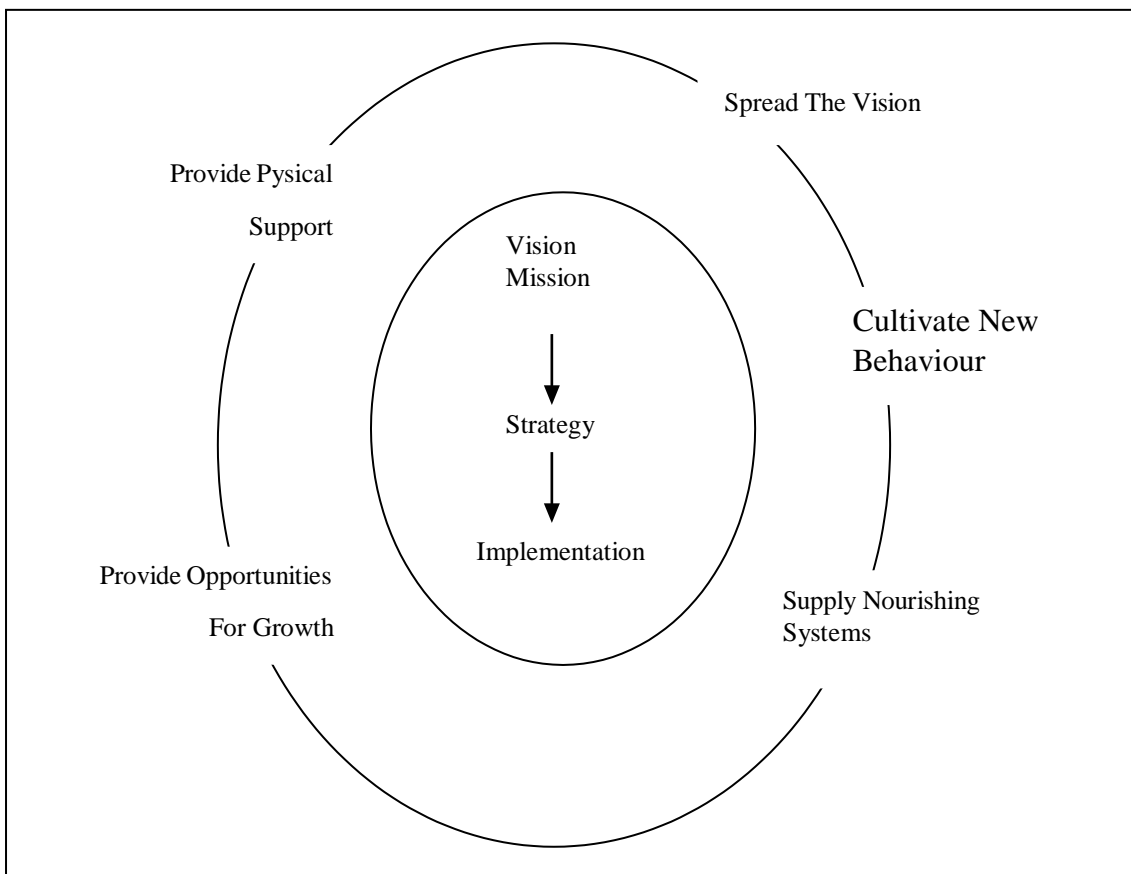 Spread The Vision
Provide Pysical
Support
Vision
Mission
Cultivate New
Behaviour
Strategy
Implementation
Provide Opportunities
For Growth
Supply Nourishing
Systems